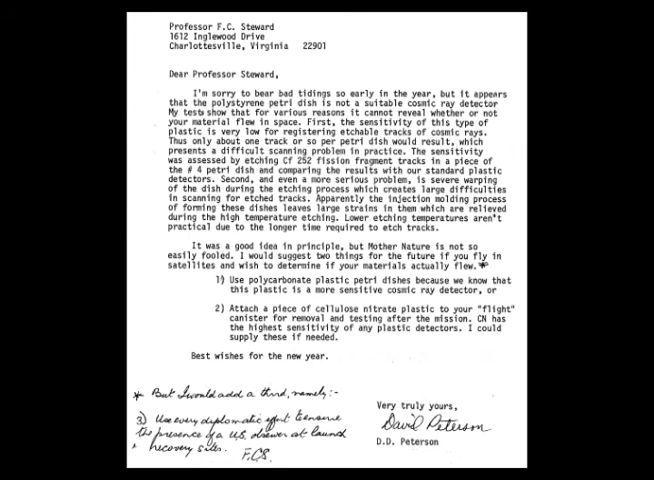 Professor F.C. Steward
1612 Inglewood Drive
Charlottesville, Virginia   22901
Dear Professor Steward,
I'm sorry to bear bad tidings so early in the year, but it appears
that the polystyrene petri dish is not a suitable cosmic ray detector
My tests show that for various reasons it cannot reveal whether or not
your material flew in space. First, the sensitivity of this type of
plastic is very low for registering etchable tracks of cosmic rays.
Thus only about one track or so per petri dish would result, which
presents a difficult scanning problem in practice. The sensitivity
was assessed by etching Cf 252 fission fragment tracks in a piece of
the # 4 petri dish and comparing the results with our standard plastic
detectors. Second, and even a more serious problem, is severe warping
of the dish during the etching process which creates large difficulties
in scanning for etched tracks. Apparently the injection molding process
of forming these dishes leaves large strains in them which are relieved
during the high temperature etching. Lower etching temperatures aren't
practical due to the longer time required to etch tracks.
It was a good idea in principle, but Mother Nature is not so
easily fooled. I would suggest two things for the future if you fly in
satellites and wish to determine if your materials actually flew.*
1) Use polycarbonate plastic petri dishes because we know that
this plastic is a more sensitive cosmic ray detector, or
2) Attach a piece of cellulose nitrate plastic to your "flight"
canister for removal and testing after the mission. CN has
the highest sensitivity of any plastic detectors. I could
supply these if needed.
Best wishes for the new year.
* But I would add a third, namely:-
3) Use every diplomatic effort to ensure
the presence of a U.S. observer at launch
+ recovery sites.
F.C.S.
Very truly yours,
David Peterson
D.D. Peterson